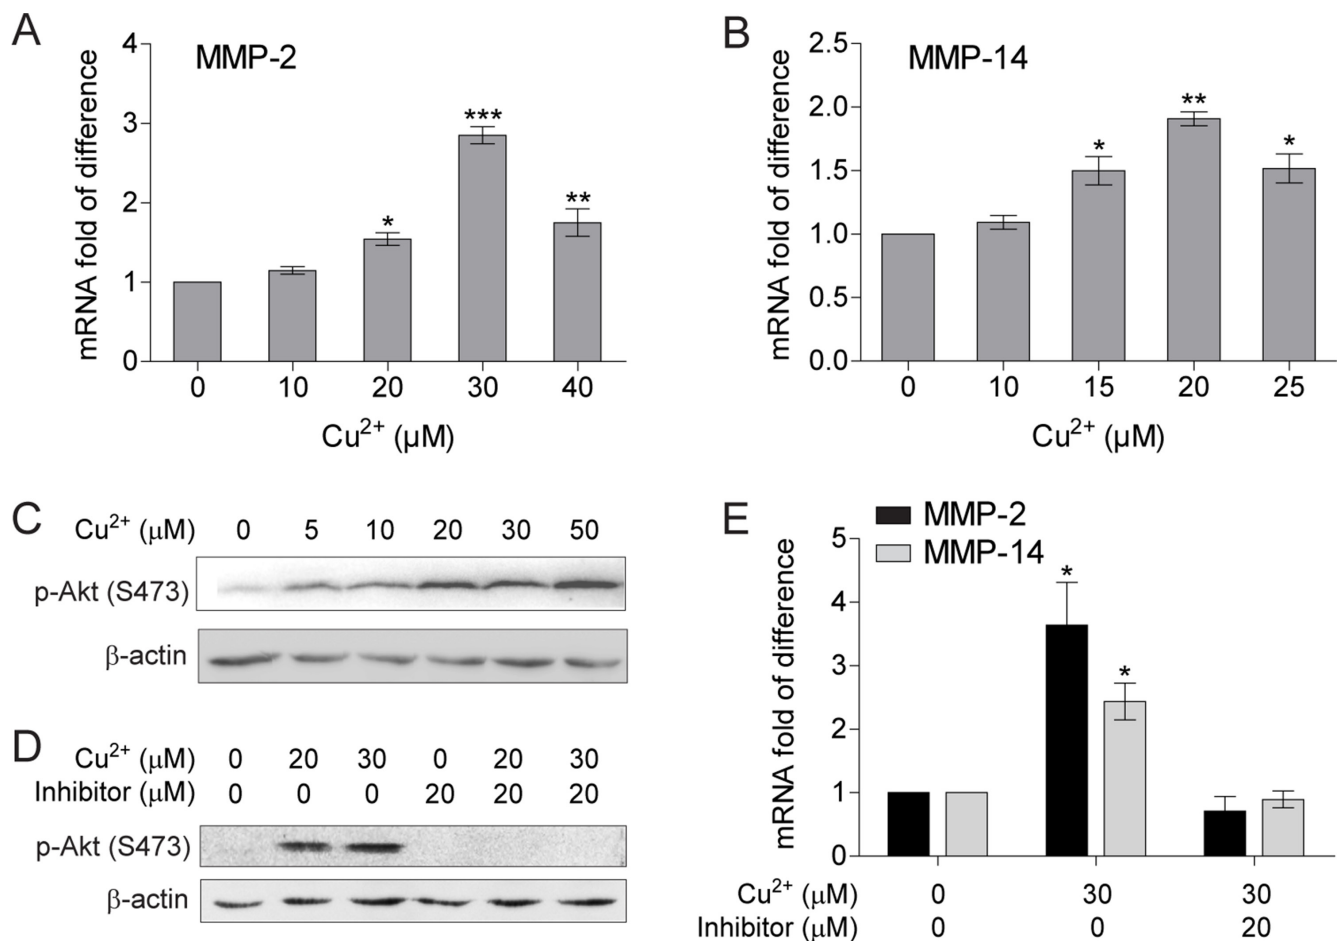 A
MMP-2
mRNA fold of difference
4
3
2
1
0
*
***
**
0 10 20 30 40
Cu²⁺ (µM)
B
MMP-14
mRNA fold of difference
2.5
2.0
1.5
1.0
0.5
0.0
*
**
*
0 10 15 20 25
Cu²⁺ (µM)
C
Cu²⁺ (µM) 0 5 10 20 30 50
p-Akt (S473)
β-actin
D
Cu²⁺ (µM) 0 20 30 0 20 30
Inhibitor (µM) 0 0 0 20 20 20
p-Akt (S473)
β-actin
E
MMP-2
MMP-14
mRNA fold of difference
5
4
3
2
1
0
*
*
Cu²⁺ (µM) 0 30 30
Inhibitor (µM) 0 0 20